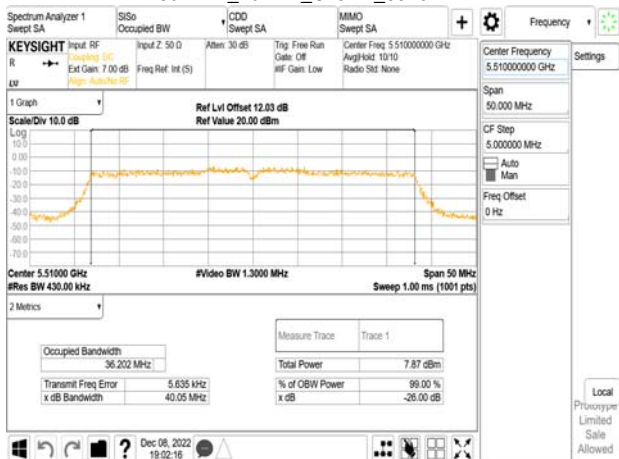 Spectrum Analyzer 1
Swept SA
SISo
Occupied BW
CDD
Swept SA
MIMO
Swept SA
Frequency
KEYSIGHT
R
Input: RF
Coupling: DC
Ext Gain: 7.00 dB
Align: Auto/No RF
Input Z: 50 Ω
Freq Ref: Int (S)
Atten: 30 dB
Trig: Free Run
Gate: Off
#IF Gain: Low
Center Freq: 5.510000000 GHz
Avg|Hold: 10/10
Radio Std: None
Center Frequency
5.510000000 GHz
Settings
Span
50.000 MHz
CF Step
5.000000 MHz
Auto
Man
Freq Offset
0 Hz
1 Graph
Scale/Div 10.0 dB
Ref Lvl Offset 12.03 dB
Ref Value 20.00 dBm
Log
10.0
0.00
-10.0
-20.0
-30.0
-40.0
-50.0
-60.0
-70.0
Center 5.51000 GHz
#Res BW 430.00 kHz
#Video BW 1.3000 MHz
Span 50 MHz
Sweep 1.00 ms (1001 pts)
2 Metrics
Measure Trace
Trace 1
Occupied Bandwidth
36.202 MHz
Total Power
7.87 dBm
Transmit Freq Error
5.635 kHz
% of OBW Power
99.00 %
x dB Bandwidth
40.05 MHz
x dB
-26.00 dB
Local
Prototype
Limited
Sale
Allowed
Dec 08, 2022
19:02:16